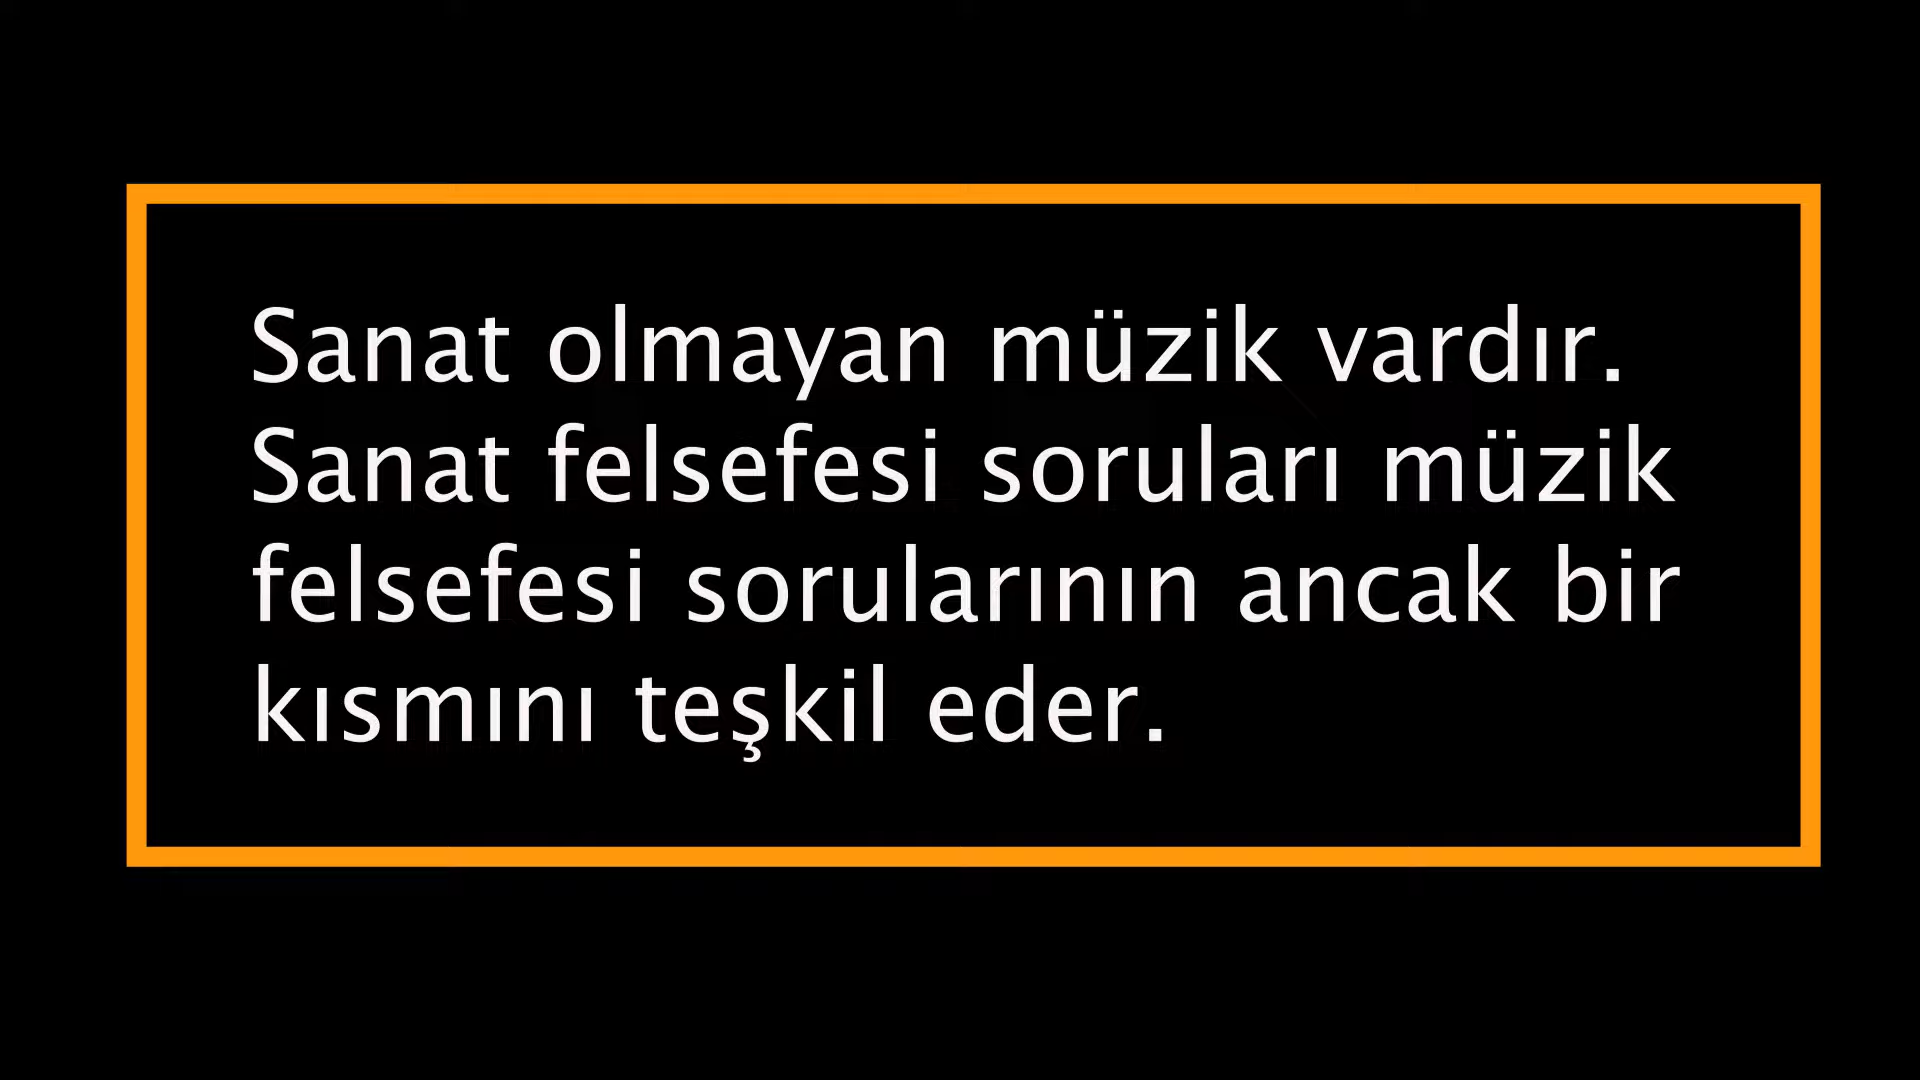 Sanat olmayan müzik vardır.
Sanat felsefesi soruları müzik
felsefesi sorularının ancak bir
kısmını teşkil eder.